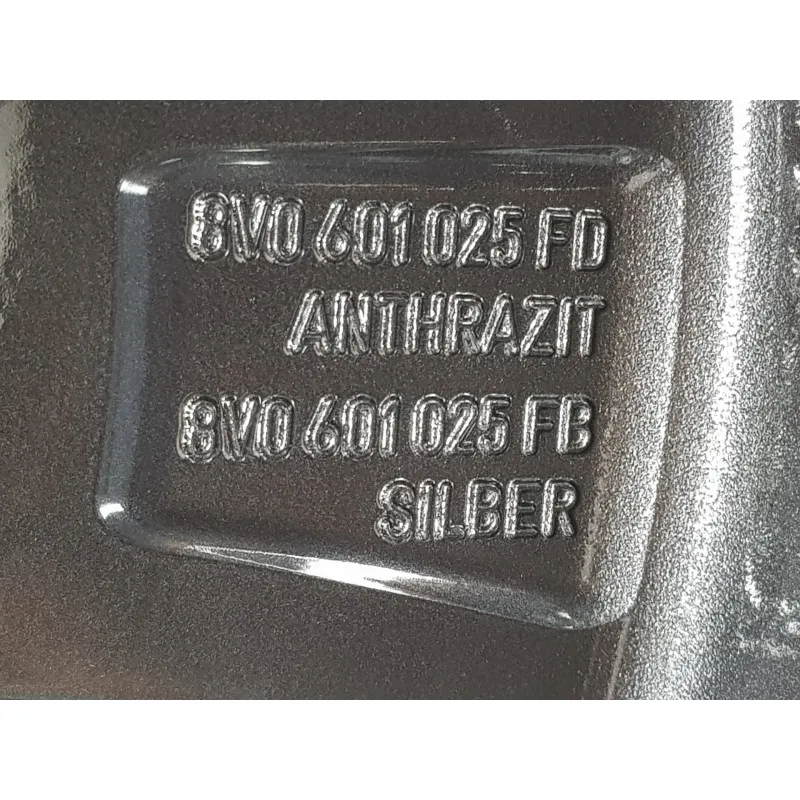 8V0 601 025 FD
ANTHRAZIT
8V0 601 025 FB
SILBER